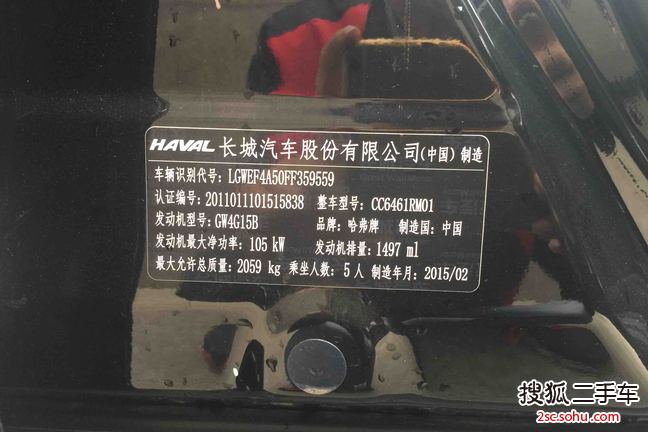 HAVAL 长城汽车股份有限公司(中国) 制造
车辆识别代号: LGWEF4A50FF359559
认证编号: 2011011101515838 整车型号: CC6461RM01
发动机型号: GW4G15B 品牌: 哈弗牌 制造国: 中国
发动机最大净功率: 105 kW 发动机排量: 1497 ml
最大允许总质量: 2059 kg 乘坐人数: 5 人 制造年月: 2015/02
搜狐二手车
2sc.sohu.com